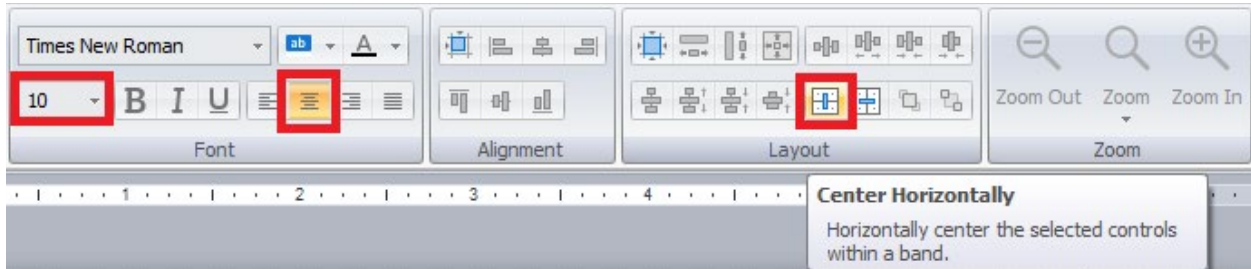 Times New Roman
ab A
10 B I U
Zoom Out Zoom Zoom In
Font Alignment Layout Zoom
1 2 3 4
Center Horizontally
Horizontally center the selected controls
within a band.